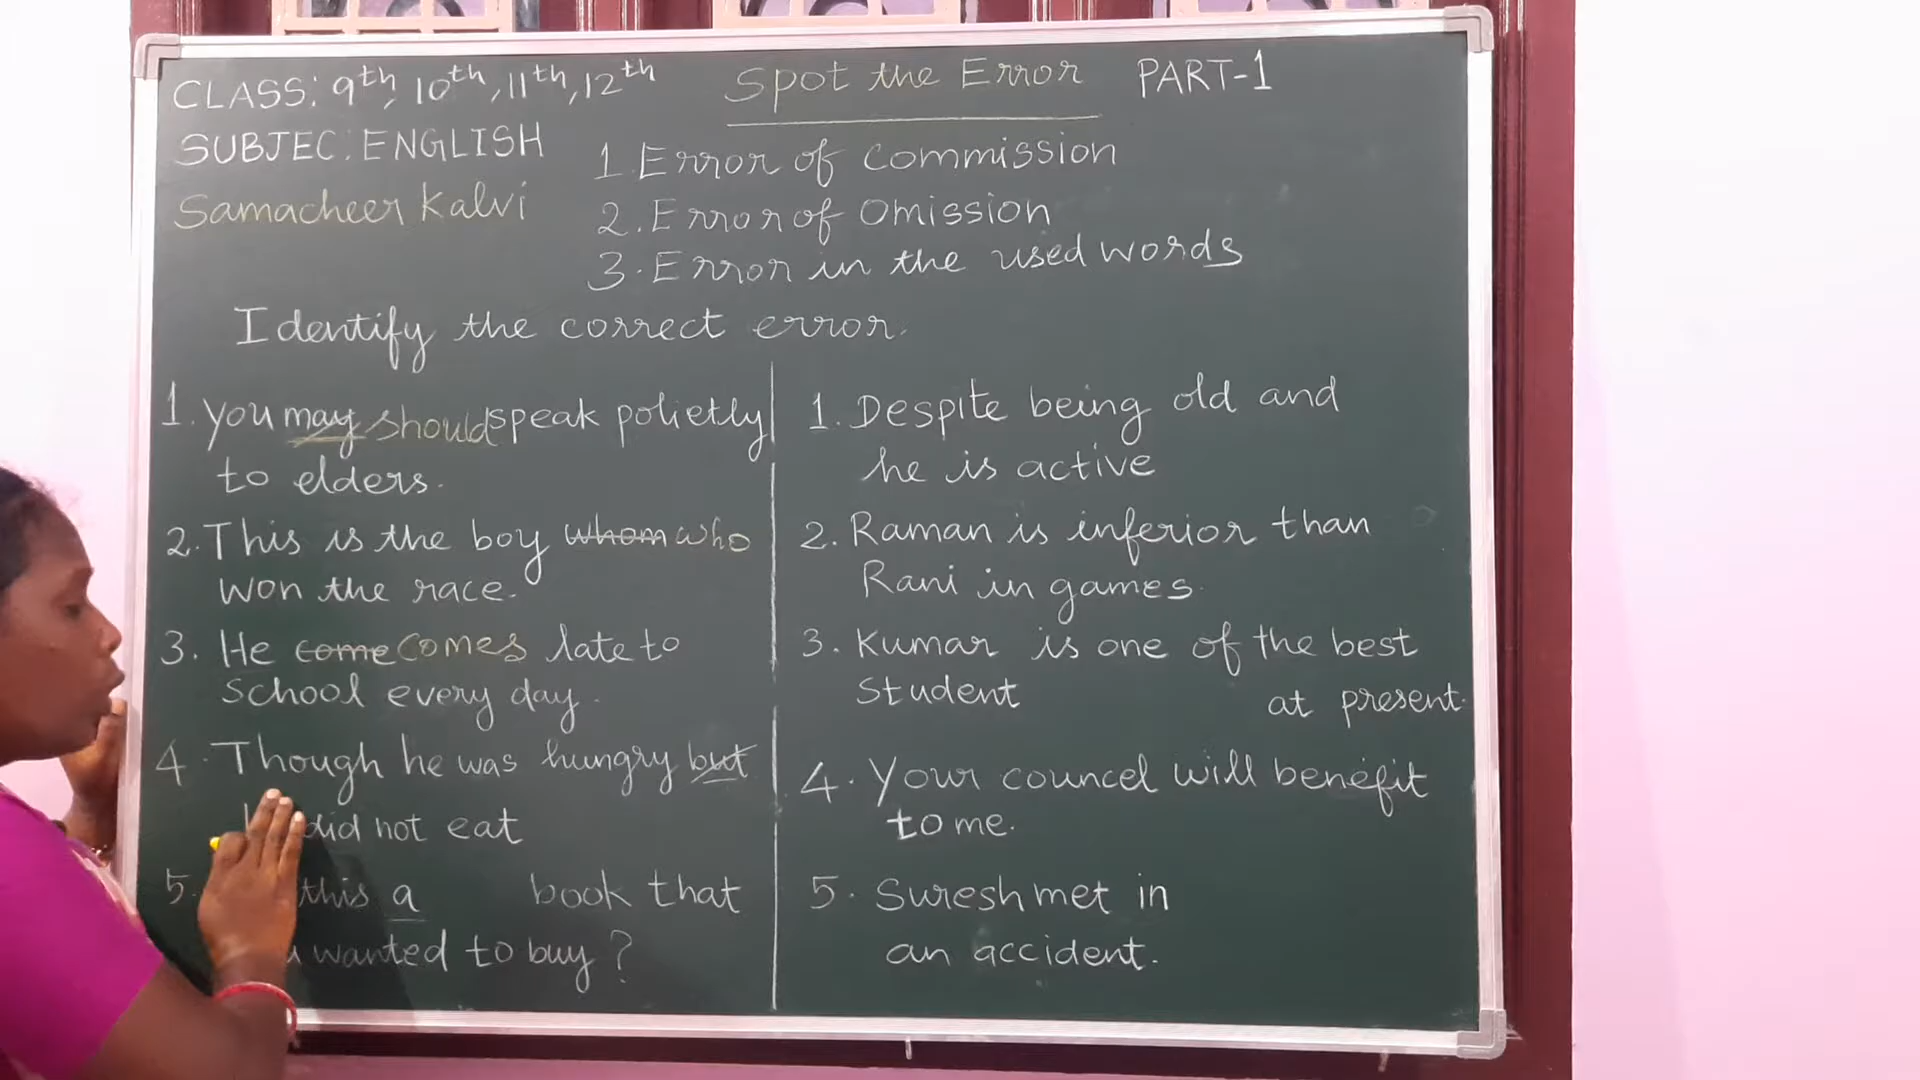 CLASS: 9th, 10th, 11th, 12th
Spot the Error PART-1
SUBJEC: ENGLISH
Samacheer Kalvi
1. Error of Commission
2. Error of Omission
3. Error in the used words
Identify the correct error.
1. You may should speak polietly
to elders.
2. This is the boy whom who
won the race.
3. He come comes late to
School every day.
4. Though he was hungry but
did not eat
5. this a book that
wanted to buy?
1. Despite being old and
he is active
2. Raman is inferior than
Rani in games.
3. Kumar is one of the best
Student at present.
4. Your councel will benefit
to me.
5. Suresh met in
an accident.